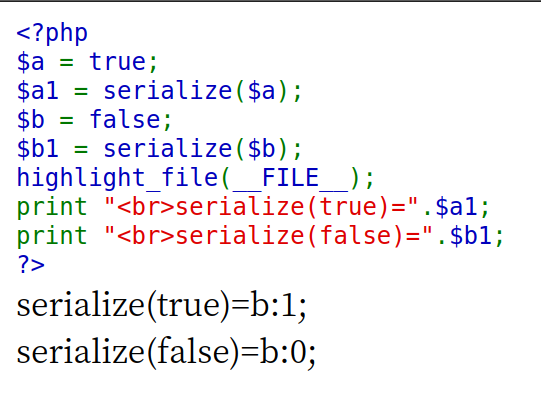 <?php
$a = true;
$a1 = serialize($a);
$b = false;
$b1 = serialize($b);
highlight_file(__FILE__);
print "<br>serialize(true)=".$a1;
print "<br>serialize(false)=".$b1;
?>
serialize(true)=b:1;
serialize(false)=b:0;